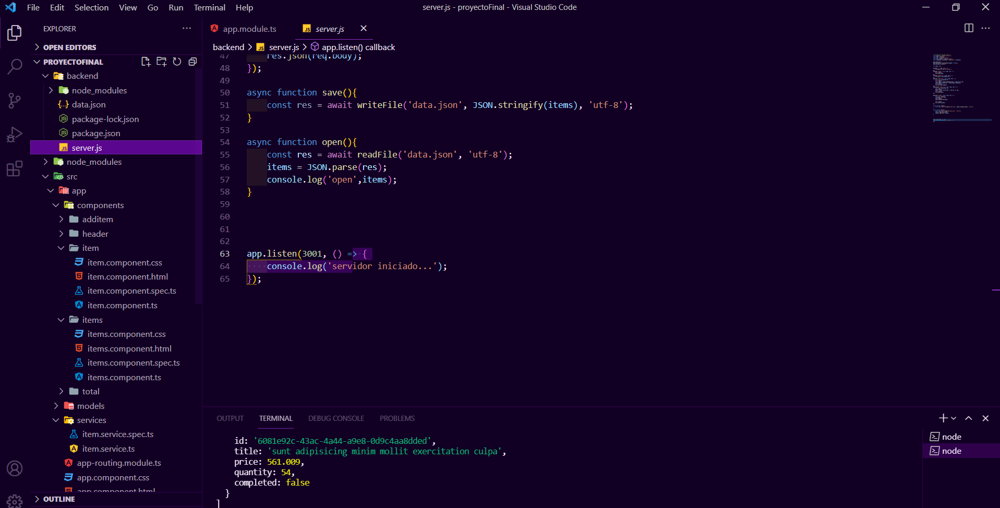 File Edit Selection View Go Run Terminal Help
server.js - proyectoFinal - Visual Studio Code
EXPLORER
OPEN EDITORS
PROYECTOFINAL
backend
node_modules
data.json
package-lock.json
package.json
server.js
node_modules
src
app
components
additem
header
item
item.component.css
item.component.html
item.component.spec.ts
item.component.ts
items
items.component.css
items.component.html
items.component.spec.ts
items.component.ts
total
models
services
item.service.spec.ts
item.service.ts
app-routing.module.ts
app.component.css
app.component.html
OUTLINE
app.module.ts
server.js
backend > server.js > app.listen() callback
47 res.json(req.body);
48 });
49
50 async function save(){
51 const res = await writeFile('data.json', JSON.stringify(items), 'utf-8');
52 }
53
54 async function open(){
55 const res = await readFile('data.json', 'utf-8');
56 items = JSON.parse(res);
57 console.log('open',items);
58 }
59
60
61
62
63 app.listen(3001, () => {
64 console.log('servidor iniciado...');
65 });
OUTPUT TERMINAL DEBUG CONSOLE PROBLEMS
id: '6081e92c-43ac-4a44-a9e8-0d9c4aa8dded',
title: 'sunt adipisicing minim mollit exercitation culpa',
price: 561.009,
quantity: 54,
completed: false
}
]
node
node